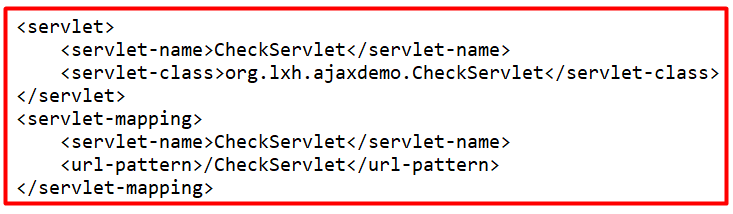 <servlet>
    <servlet-name>CheckServlet</servlet-name>
    <servlet-class>org.lxh.ajaxdemo.CheckServlet</servlet-class>
</servlet>
<servlet-mapping>
    <servlet-name>CheckServlet</servlet-name>
    <url-pattern>/CheckServlet</url-pattern>
</servlet-mapping>